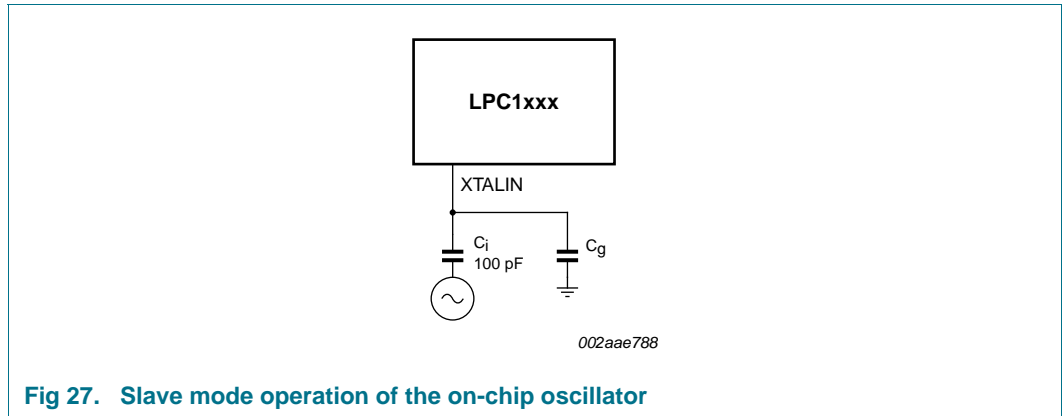 LPC1xxx
XTALIN
Ci
100 pF
Cg
002aae788
Fig 27. Slave mode operation of the on-chip oscillator